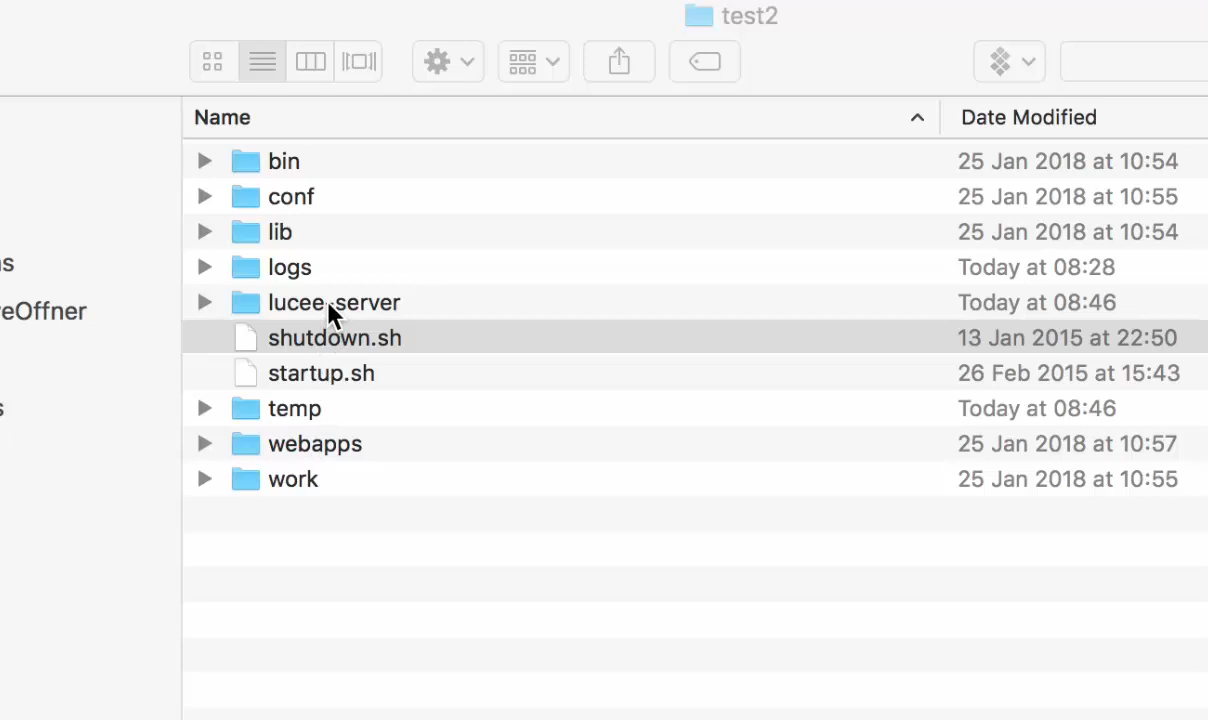 test2
Name
Date Modified
bin 25 Jan 2018 at 10:54
conf 25 Jan 2018 at 10:55
lib 25 Jan 2018 at 10:54
logs Today at 08:28
lucee-server Today at 08:46
shutdown.sh 13 Jan 2015 at 22:50
startup.sh 26 Feb 2015 at 15:43
temp Today at 08:46
webapps 25 Jan 2018 at 10:57
work 25 Jan 2018 at 10:55
s
eOffner
s